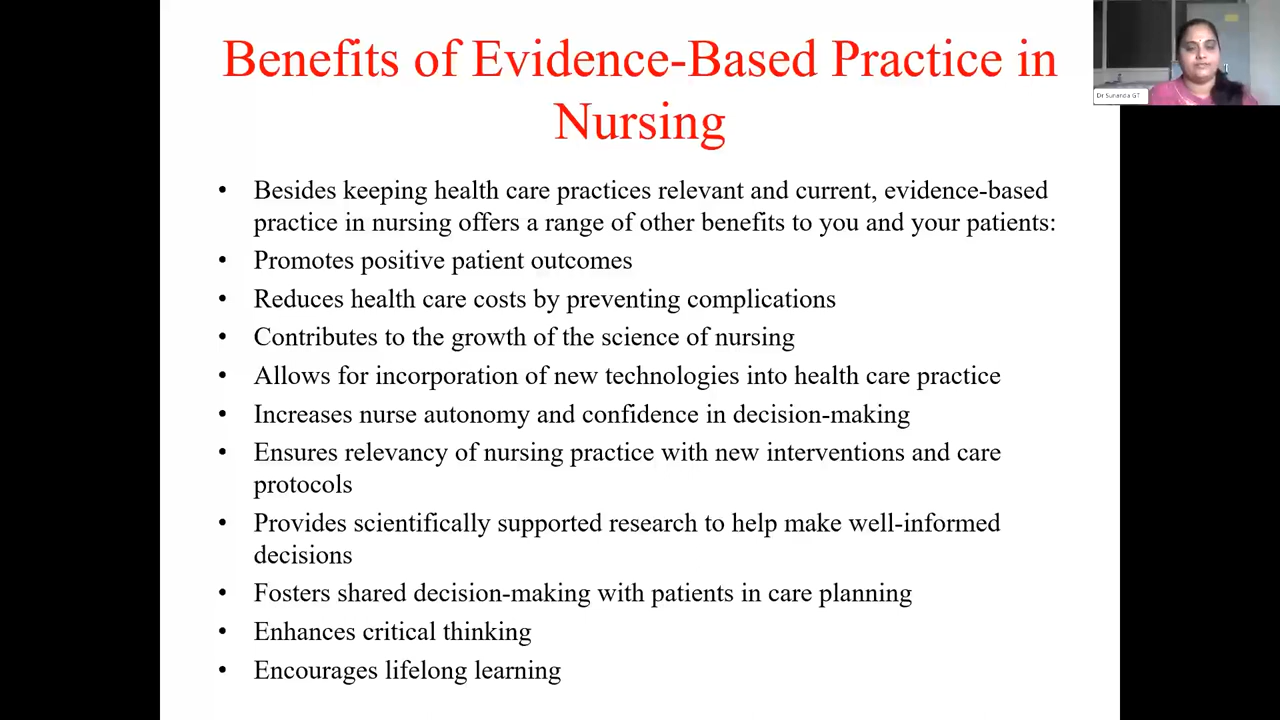 Benefits of Evidence-Based Practice in
Nursing
• Besides keeping health care practices relevant and current, evidence-based
practice in nursing offers a range of other benefits to you and your patients:
• Promotes positive patient outcomes
• Reduces health care costs by preventing complications
• Contributes to the growth of the science of nursing
• Allows for incorporation of new technologies into health care practice
• Increases nurse autonomy and confidence in decision-making
• Ensures relevancy of nursing practice with new interventions and care
protocols
• Provides scientifically supported research to help make well-informed
decisions
• Fosters shared decision-making with patients in care planning
• Enhances critical thinking
• Encourages lifelong learning
Dr Sunanda GT